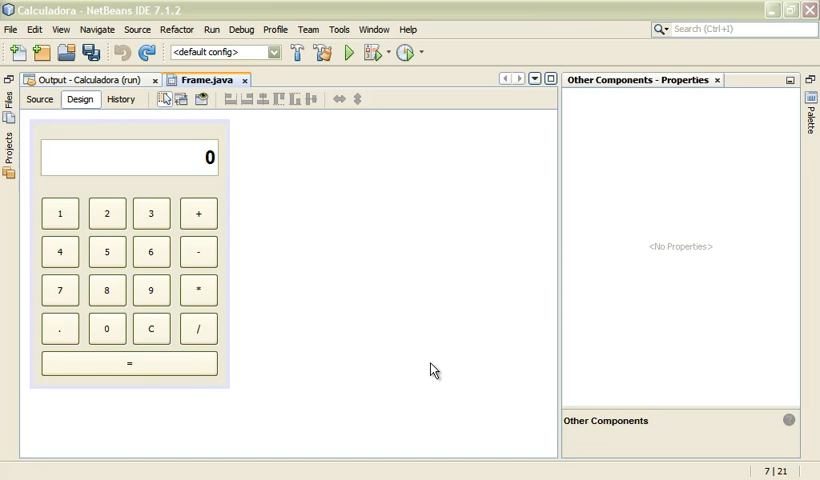 Calculadora - NetBeans IDE 7.1.2
File Edit View Navigate Source Refactor Run Debug Profile Team Tools Window Help
Search (Ctrl+I)
<default config>
Output - Calculadora (run) × Frame.java ×
Other Components - Properties ×
Source Design History
Files
Projects
Palette
0
1 2 3 +
4 5 6 -
7 8 9 *
. 0 C /
=
<No Properties>
Other Components
?
7 | 21